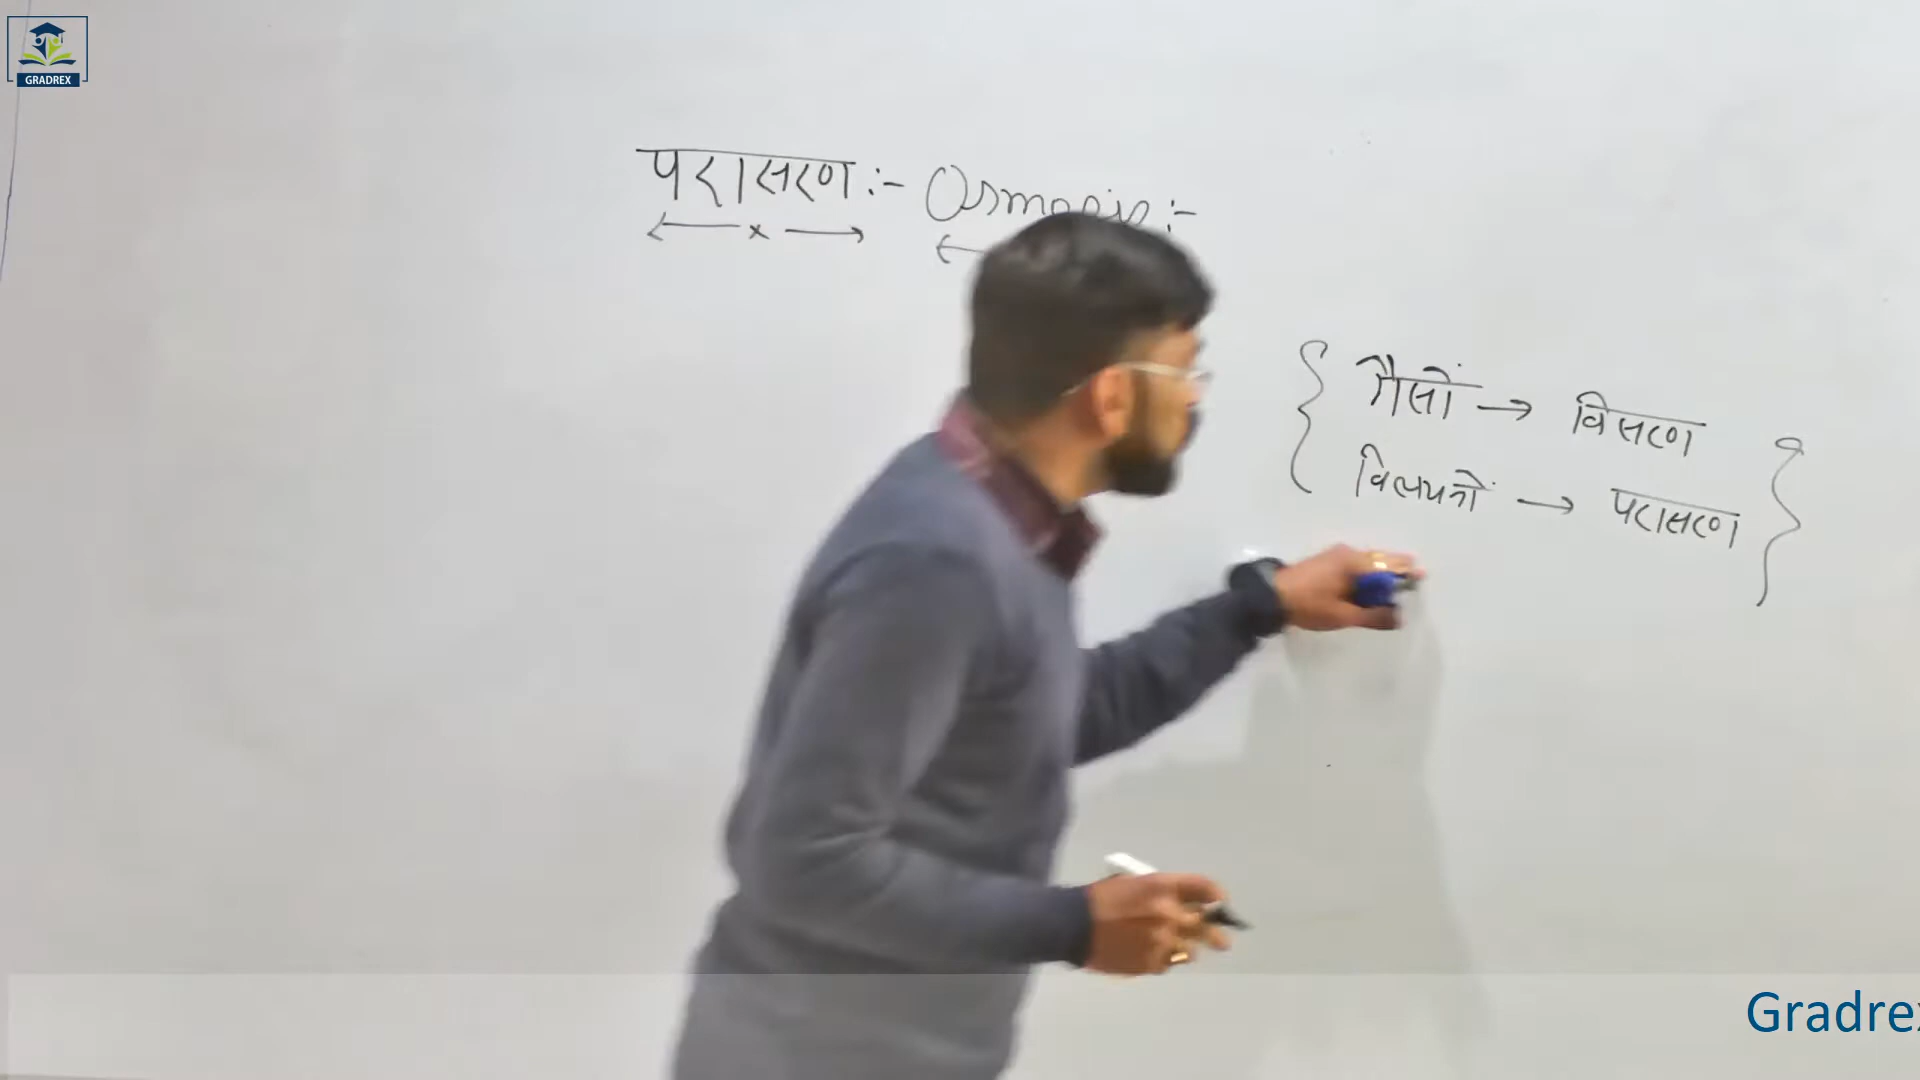 GRADREX
परासरण :- Osmosis :-
{ गैसों → विसरण
विलयनों → परासरण }
Gradrex